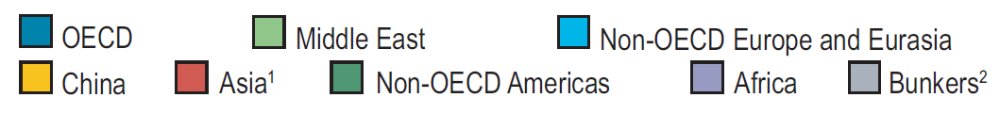 OECD Middle East Non-OECD Europe and Eurasia
China Asia¹ Non-OECD Americas Africa Bunkers²